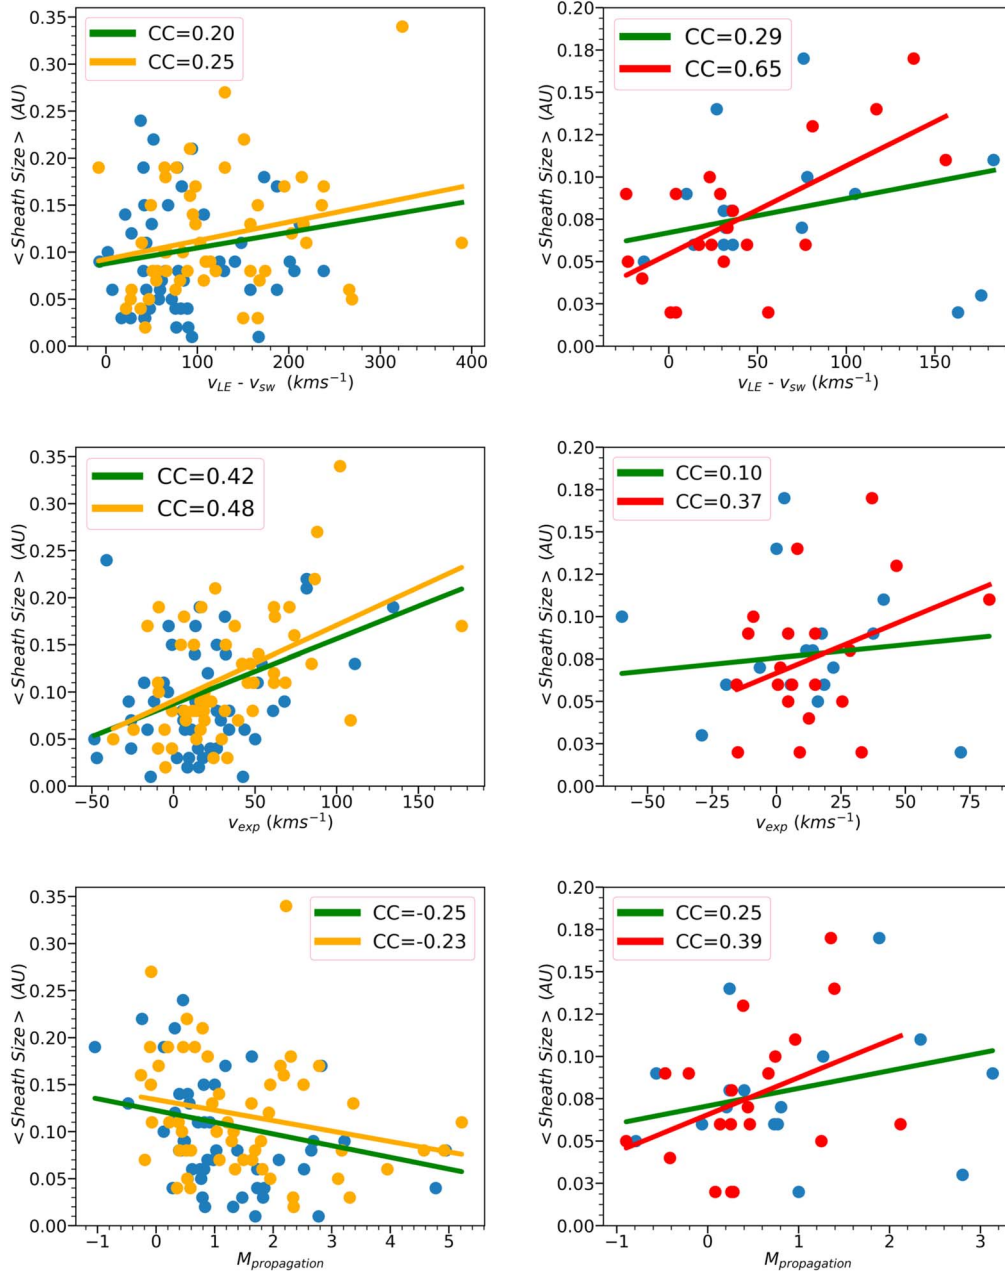 CC=0.20
CC=0.25
< Sheath Size > (AU)
0.35
0.30
0.25
0.20
0.15
0.10
0.05
0.00
0 100 200 300 400
v_LE - v_sw (kms⁻¹)
CC=0.29
CC=0.65
< Sheath Size > (AU)
0.20
0.18
0.15
0.12
0.10
0.08
0.05
0.03
0.00
0 50 100 150
v_LE - v_sw (kms⁻¹)
CC=0.42
CC=0.48
< Sheath Size > (AU)
0.35
0.30
0.25
0.20
0.15
0.10
0.05
0.00
−50 0 50 100 150
v_exp (kms⁻¹)
CC=0.10
CC=0.37
< Sheath Size > (AU)
0.20
0.18
0.15
0.12
0.10
0.08
0.05
0.03
0.00
−50 −25 0 25 50 75
v_exp (kms⁻¹)
CC=-0.25
CC=-0.23
< Sheath Size > (AU)
0.35
0.30
0.25
0.20
0.15
0.10
0.05
0.00
−1 0 1 2 3 4 5
M_propagation
CC=0.25
CC=0.39
< Sheath Size > (AU)
0.20
0.18
0.15
0.12
0.10
0.08
0.05
0.03
0.00
−1 0 1 2 3
M_propagation